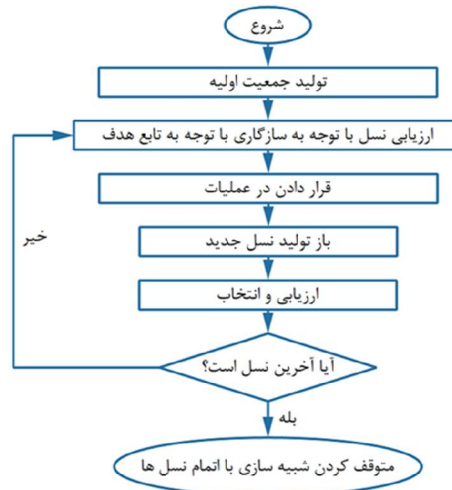 شروع
تولید جمعیت اولیه
ارزیابی نسل با توجه به سازگاری با توجه به تابع هدف
قرار دادن در عملیات
باز تولید نسل جدید
ارزیابی و انتخاب
آیا آخرین نسل است؟
خیر
بله
متوقف کردن شبیه سازی با اتمام نسل ها